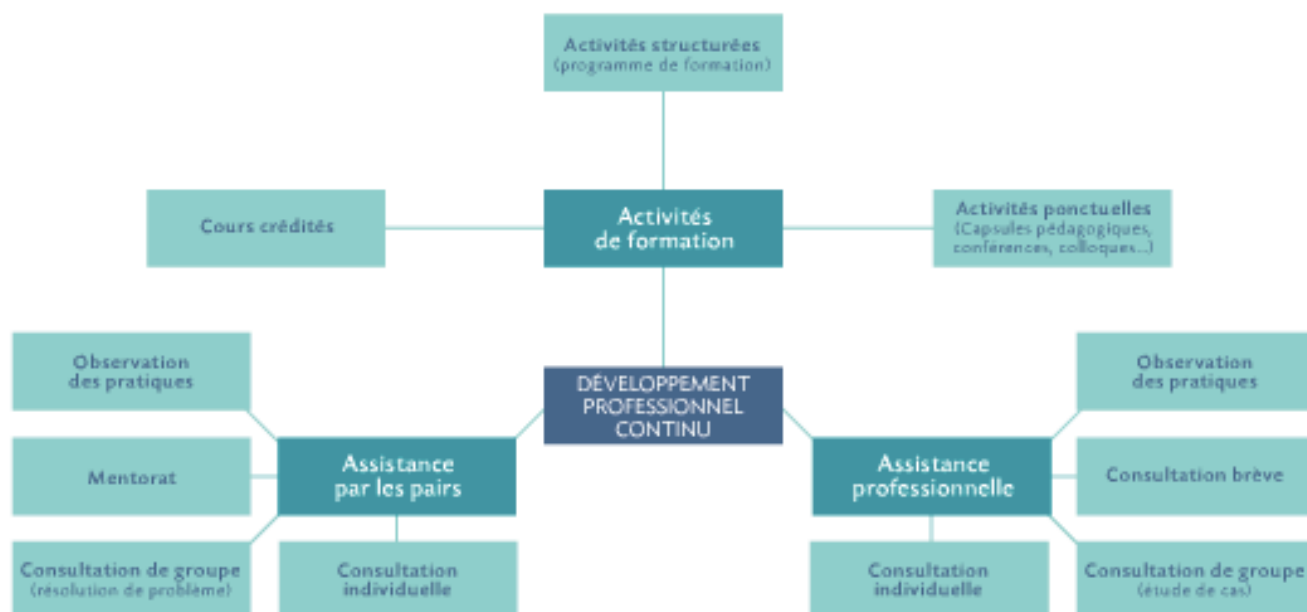 Activités structurées
(programme de formation)
Cours crédités
Activités
de formation
Activités ponctuelles
(Capsules pédagogiques,
conférences, colloques...)
Observation
des pratiques
DÉVELOPPEMENT
PROFESSIONNEL
CONTINU
Observation
des pratiques
Mentorat
Assistance
par les pairs
Assistance
professionnelle
Consultation brève
Consultation de groupe
(résolution de problème)
Consultation
individuelle
Consultation
individuelle
Consultation de groupe
(étude de cas)